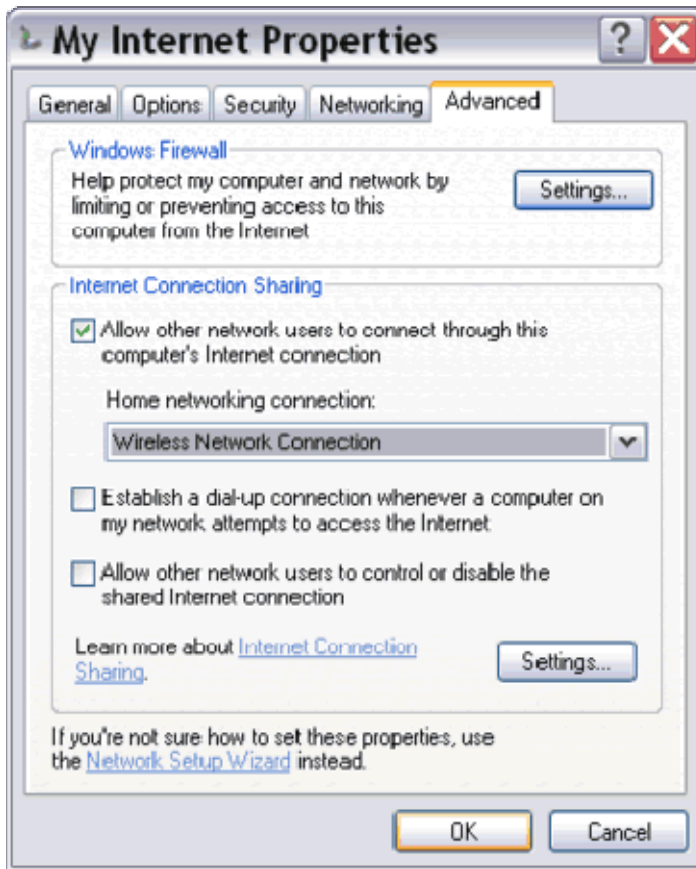 My Internet Properties
General Options Security Networking Advanced
Windows Firewall
Help protect my computer and network by
limiting or preventing access to this
computer from the Internet
Settings...
Internet Connection Sharing
Allow other network users to connect through this
computer's Internet connection
Home networking connection:
Wireless Network Connection
Establish a dial-up connection whenever a computer on
my network attempts to access the Internet
Allow other network users to control or disable the
shared Internet connection
Learn more about Internet Connection
Sharing.
Settings...
If you're not sure how to set these properties, use
the Network Setup Wizard instead.
OK Cancel